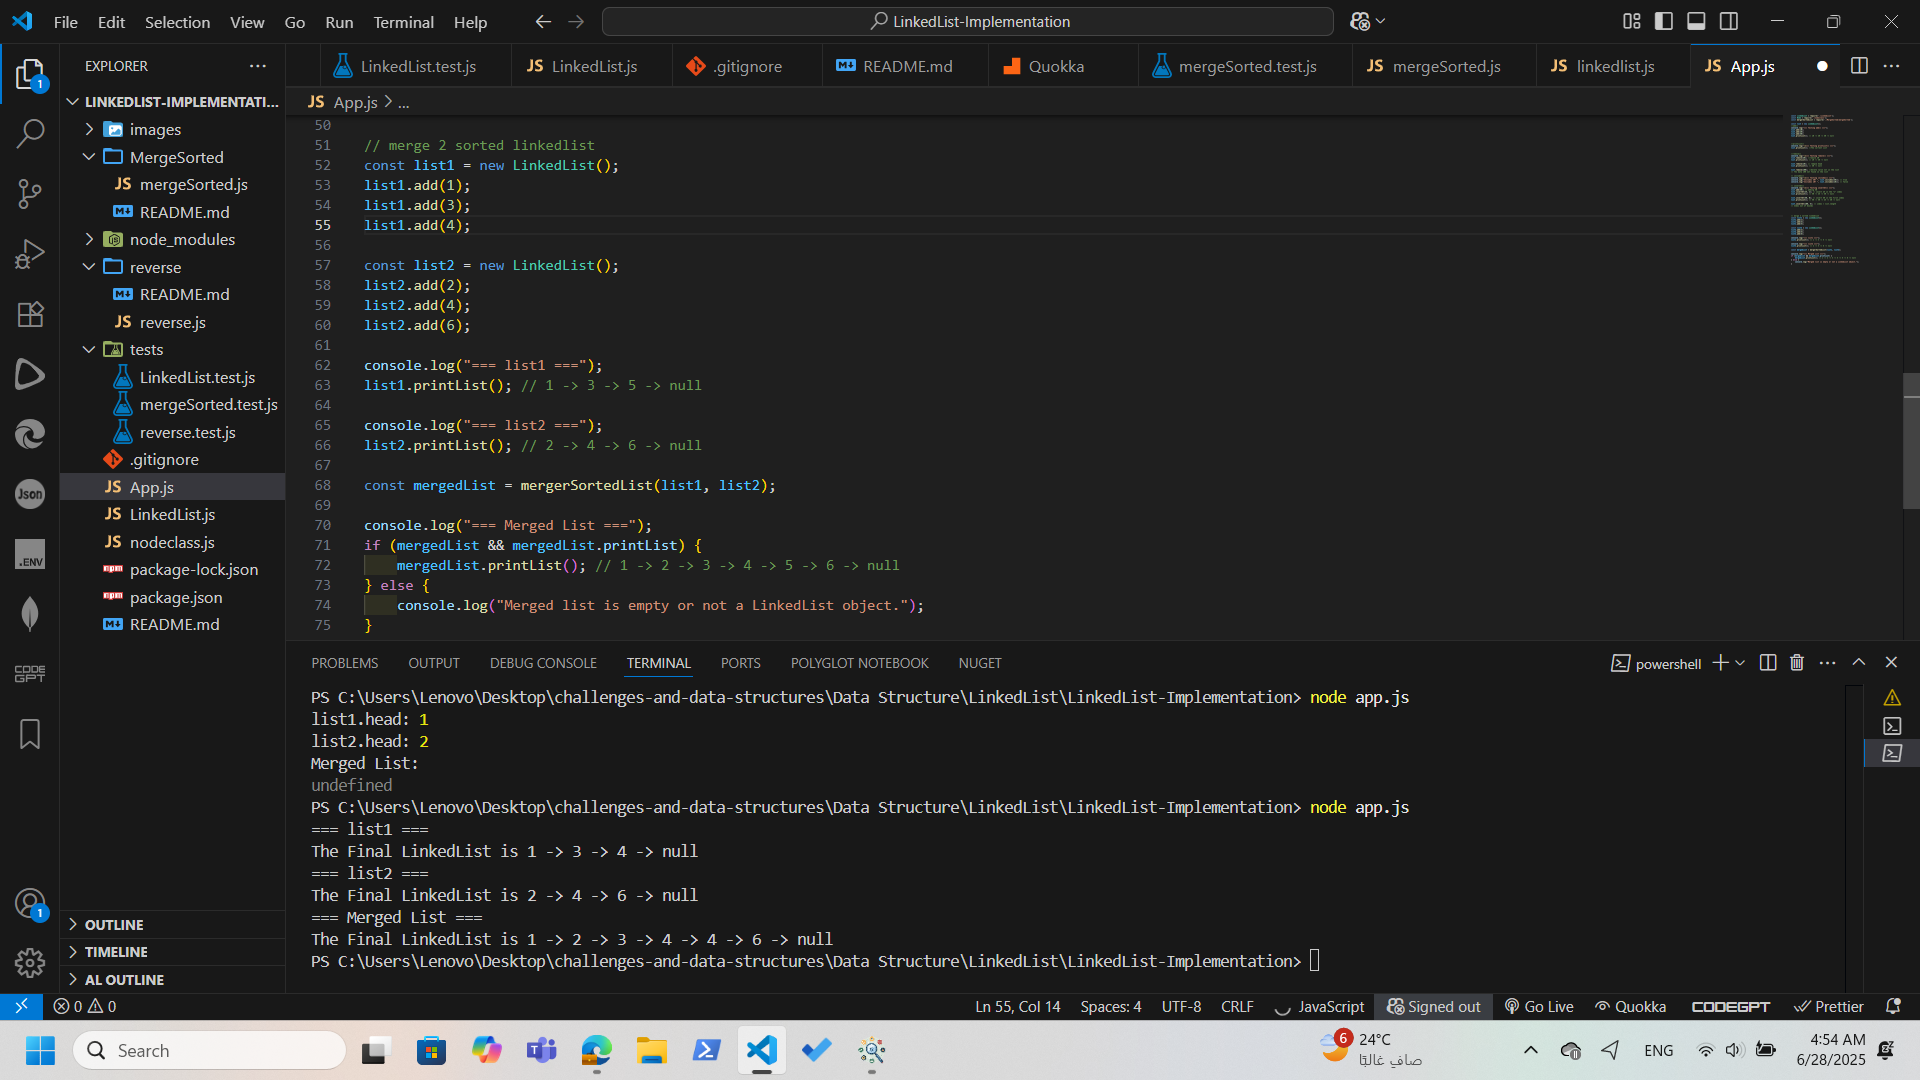 File Edit Selection View Go Run Terminal Help
LinkedList-Implementation
EXPLORER
LinkedList.test.js
LinkedList.js
.gitignore
README.md
Quokka
mergeSorted.test.js
mergeSorted.js
linkedlist.js
App.js
LINKEDLIST-IMPLEMENTATI...
images
MergeSorted
mergeSorted.js
README.md
node_modules
reverse
README.md
reverse.js
tests
LinkedList.test.js
mergeSorted.test.js
reverse.test.js
.gitignore
App.js
LinkedList.js
nodeclass.js
package-lock.json
package.json
README.md
OUTLINE
TIMELINE
AL OUTLINE
App.js > ...
50
51 // merge 2 sorted linkedlist
52 const list1 = new LinkedList();
53 list1.add(1);
54 list1.add(3);
55 list1.add(4);
56
57 const list2 = new LinkedList();
58 list2.add(2);
59 list2.add(4);
60 list2.add(6);
61
62 console.log("=== list1 ===");
63 list1.printList(); // 1 -> 3 -> 5 -> null
64
65 console.log("=== list2 ===");
66 list2.printList(); // 2 -> 4 -> 6 -> null
67
68 const mergedList = mergerSortedList(list1, list2);
69
70 console.log("=== Merged List ===");
71 if (mergedList && mergedList.printList) {
72 mergedList.printList(); // 1 -> 2 -> 3 -> 4 -> 5 -> 6 -> null
73 } else {
74 console.log("Merged list is empty or not a LinkedList object.");
75 }
PROBLEMS OUTPUT DEBUG CONSOLE TERMINAL PORTS POLYGLOT NOTEBOOK NUGET
powershell
PS C:\Users\Lenovo\Desktop\challenges-and-data-structures\Data Structure\LinkedList\LinkedList-Implementation> node app.js
list1.head: 1
list2.head: 2
Merged List:
undefined
PS C:\Users\Lenovo\Desktop\challenges-and-data-structures\Data Structure\LinkedList\LinkedList-Implementation> node app.js
=== list1 ===
The Final LinkedList is 1 -> 3 -> 4 -> null
=== list2 ===
The Final LinkedList is 2 -> 4 -> 6 -> null
=== Merged List ===
The Final LinkedList is 1 -> 2 -> 3 -> 4 -> 4 -> 6 -> null
PS C:\Users\Lenovo\Desktop\challenges-and-data-structures\Data Structure\LinkedList\LinkedList-Implementation>
1
Json
.ENV
CODE
GPT
1
0 0
Ln 55, Col 14 Spaces: 4 UTF-8 CRLF JavaScript Signed out Go Live Quokka CODEGPT Prettier
Search
6
24°C
صافٍ غالبًا
ENG
4:54 AM
6/28/2025